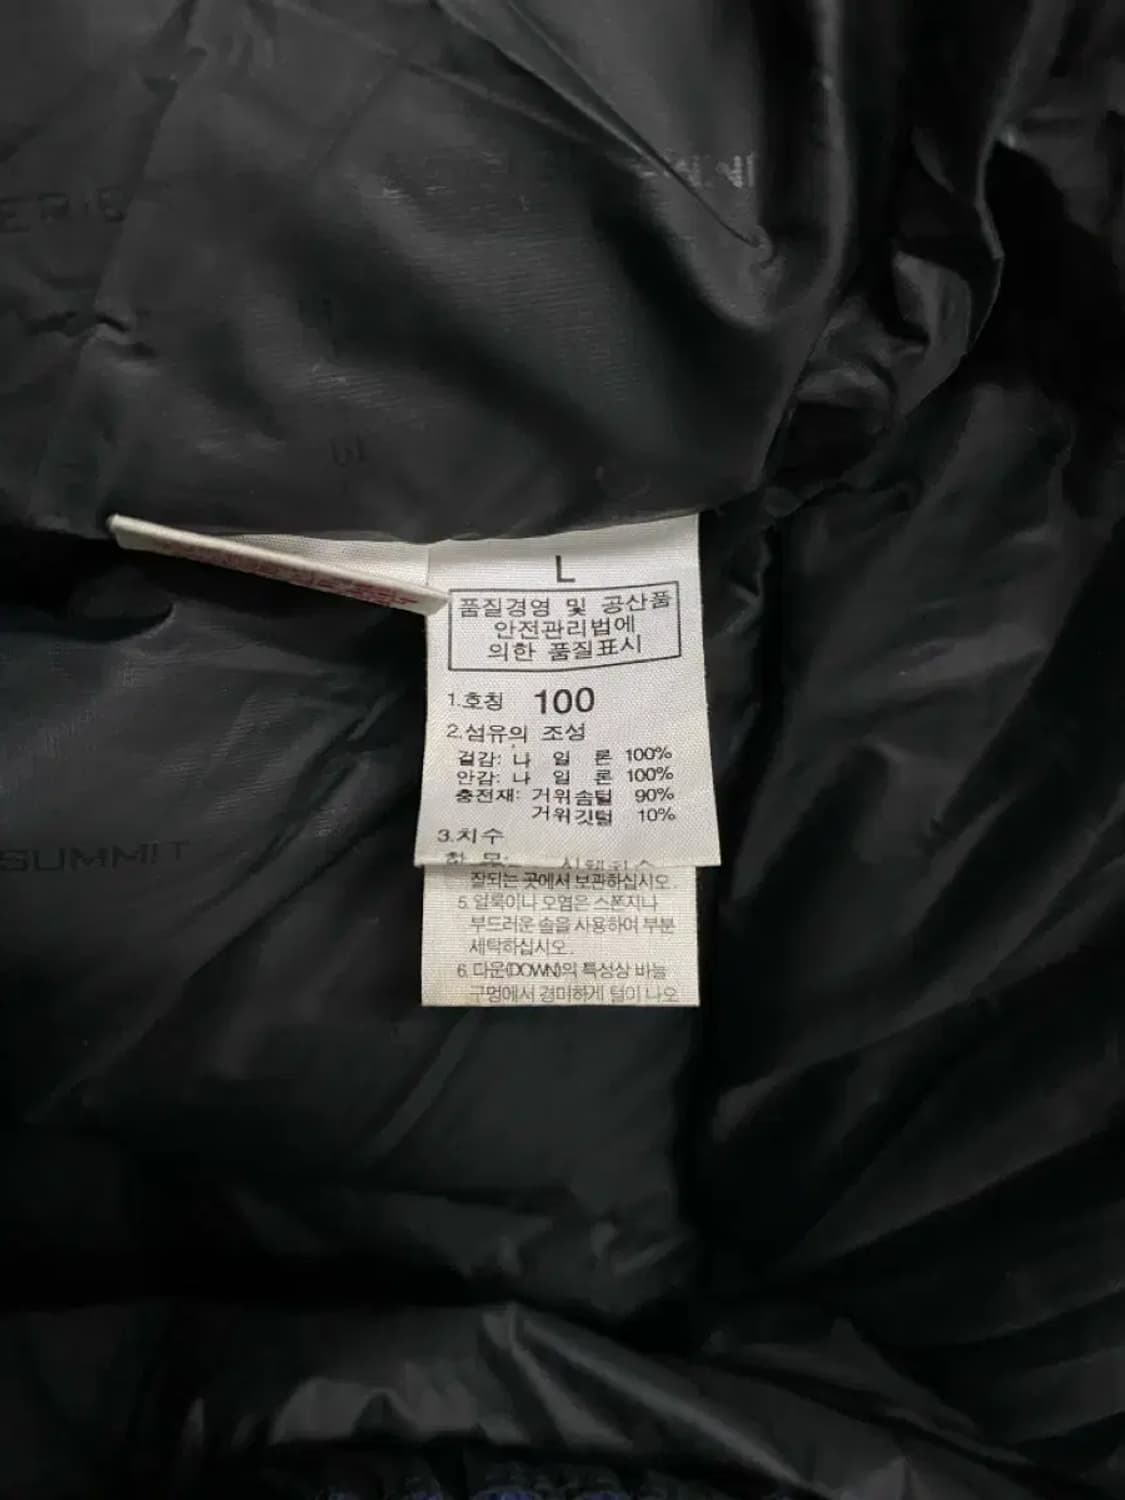 L
품질경영 및 공산품
안전관리법에
의한 품질표시
1.호칭 100
2.섬유의 조성
겉감: 나 일 론 100%
안감: 나 일 론 100%
충전재: 거위솜털 90%
거위깃털 10%
3.치수
항 목:
잘되는 곳에서 보관하십시오.
5. 얼룩이나 오염은 스폰지나
부드러운 솔을 사용하여 부분
세탁하십시오.
6. 다운(DOWN)의 특성상 바늘
구멍에서 경미하게 털이 나오
SUMMIT